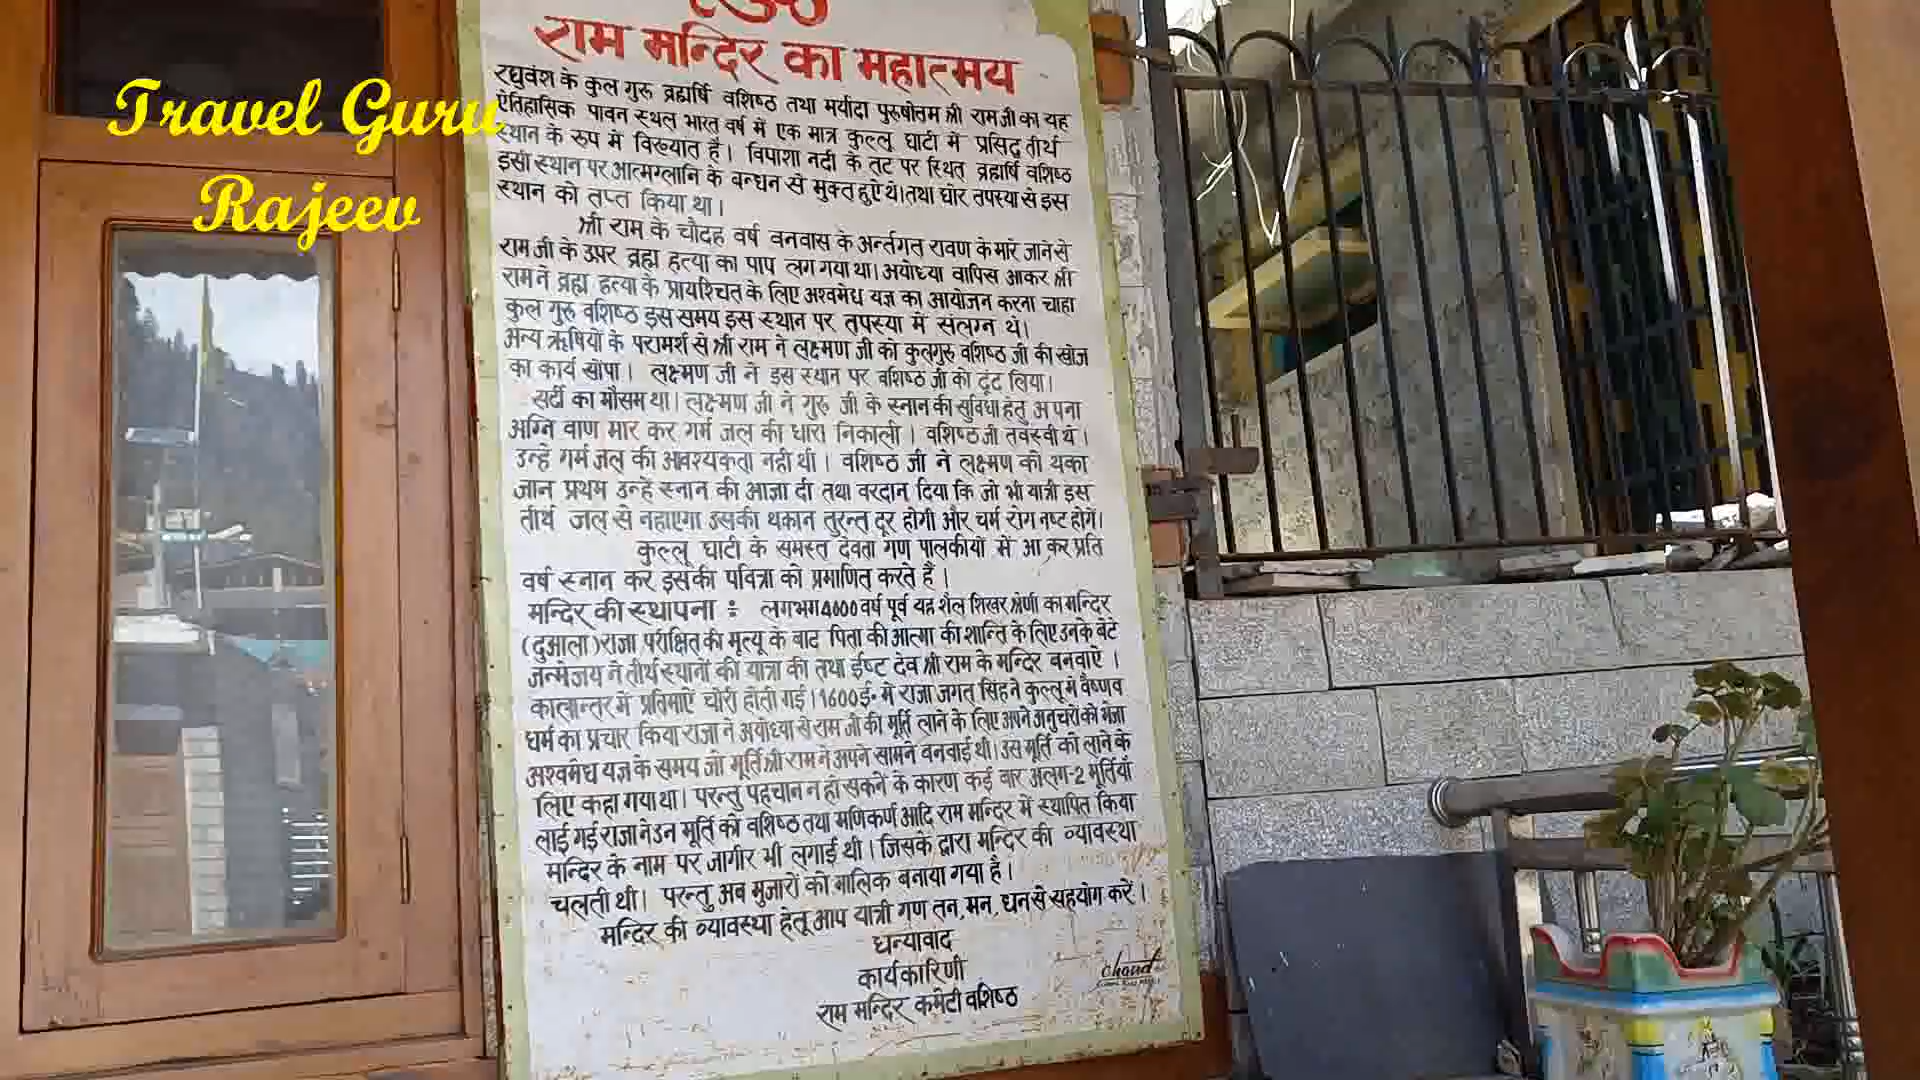 Travel Guru
Rajeev
राम मन्दिर का महात्मय
रघुवंश के कुल गुरु ब्रह्मर्षि वशिष्ठ तथा मर्यादा पुरुषोतम श्री राम जी का यह
ऐतिहासिक पावन स्थल भारत वर्ष में एक मात्र कुल्लू घाटी में प्रसिद्ध तीर्थ
स्थान के रूप में विख्यात है। विपाशा नदी के तट पर स्थित ब्रह्मर्षि वशिष्ठ
इसी स्थान पर आत्मग्लानि के बन्धन से मुक्त हुऐ थे। तथा घोर तपस्या से इस
स्थान को तप्त किया था।
श्री राम के चौदह वर्ष वनवास के अर्न्तगत रावण के मारे जाने से
राम जी के उपर ब्रह्म हत्या का पाप लग गया था। अयोध्या वापिस आकर श्री
राम ने ब्रह्म हत्या के प्रायश्चित के लिए अश्वमेध यज्ञ का आयोजन करना चाहा
कुल गुरु वशिष्ठ इस समय इस स्थान पर तपस्या में संलग्न थे।
अन्य ऋषियों के परामर्श से श्री राम ने लक्ष्मण जी को कुलगुरु वशिष्ठ जी की खोज
का कार्य सोंपा। लक्ष्मण जी ने इस स्थान पर वशिष्ठ जी को ढूंढ लिया।
सर्दी का मौसम था। लक्ष्मण जी ने गुरु जी के स्नान की सुविधा हेतु अपना
अग्नि वाण मार कर गर्म जल की धारा निकाली। वशिष्ठजी तपस्वी थे।
उन्हें गर्म जल की आवश्यकता नही थी। वशिष्ठ जी ने लक्ष्मण को थका
जान प्रथम उन्हें स्नान की आज्ञा दी तथा वरदान दिया कि जो भी यात्री इस
तीर्थ जल से नहाएगा उसकी थकान तुरन्त दूर होगी और चर्म रोग नष्ट होगें।
कुल्लू घाटी के समस्त देवता गण पालकीयों में आ कर प्रति
वर्ष स्नान कर इसकी पवित्रा को प्रमाणित करते हैं।
मन्दिर की स्थापना : लगभग 4000 वर्ष पूर्व यह शैल शिखर श्रेणी का मन्दिर
(दुआला) राजा परीक्षित की मृत्यू के बाद पिता की आत्मा की शान्ति के लिए उनके बेटे
जन्मेजय ने तीर्थ स्थानों की यात्रा की तथा ईष्ट देव श्री राम के मन्दिर बनवाऐ।
कालान्तर में प्रतिमाऐं चोरी होती गई। 1600ई॰ में राजा जगत सिंह ने कुल्लू में वैष्णव
धर्म का प्रचार किया राजा ने अयोध्या से राम जी की मूर्ति लाने के लिए अपने अनुचरों को भेजा
अश्वमेध यज्ञ के समय जो मूर्ति श्री राम ने अपने सामने बनवाई थी। उस मूर्ति को लाने के
लिए कहा गया था। परन्तु पहचान न हो सकने के कारण कई बार अलग-2 मूर्तियाँ
लाई गई राजा ने उन मूर्ति को वशिष्ठ तथा मणिकर्ण आदि राम मन्दिर में स्थापित किया
मन्दिर के नाम पर जागीर भी लगाई थी। जिसके द्वारा मन्दिर की व्यावस्था
चलती थी। परन्तु अब मुजारों को मालिक बनाया गया है।
मन्दिर की व्यावस्था हेतू आप यात्री गण तन, मन, धन से सहयोग करें।
धन्यावाद
कार्यकारिणी
राम मन्दिर कमेटी वशिष्ठ
Chand